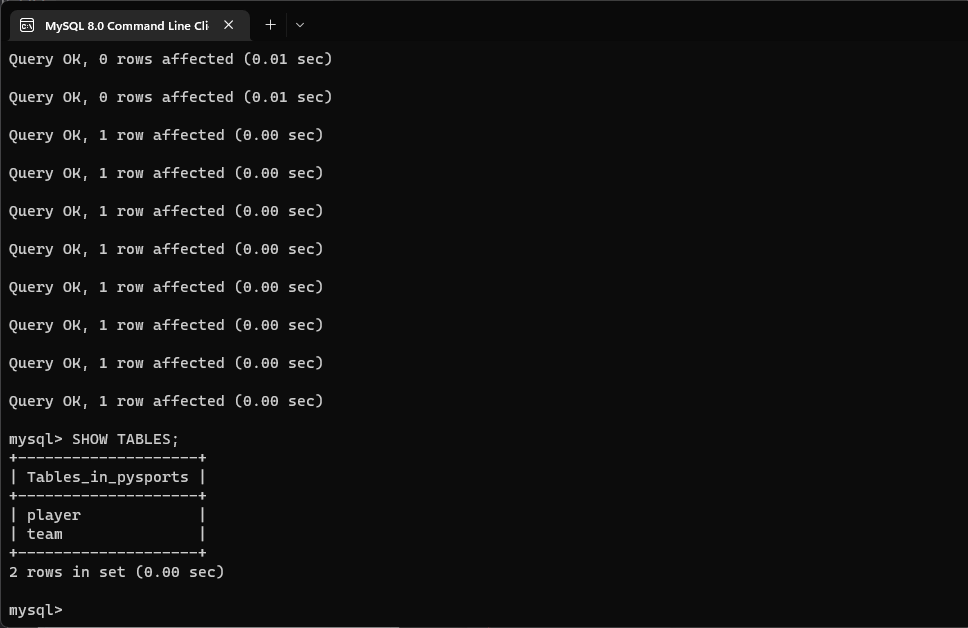 MySQL 8.0 Command Line Cli
Query OK, 0 rows affected (0.01 sec)
Query OK, 0 rows affected (0.01 sec)
Query OK, 1 row affected (0.00 sec)
Query OK, 1 row affected (0.00 sec)
Query OK, 1 row affected (0.00 sec)
Query OK, 1 row affected (0.00 sec)
Query OK, 1 row affected (0.00 sec)
Query OK, 1 row affected (0.00 sec)
Query OK, 1 row affected (0.00 sec)
Query OK, 1 row affected (0.00 sec)
mysql> SHOW TABLES;
+--------------------+
| Tables_in_pysports |
+--------------------+
| player             |
| team               |
+--------------------+
2 rows in set (0.00 sec)
mysql>